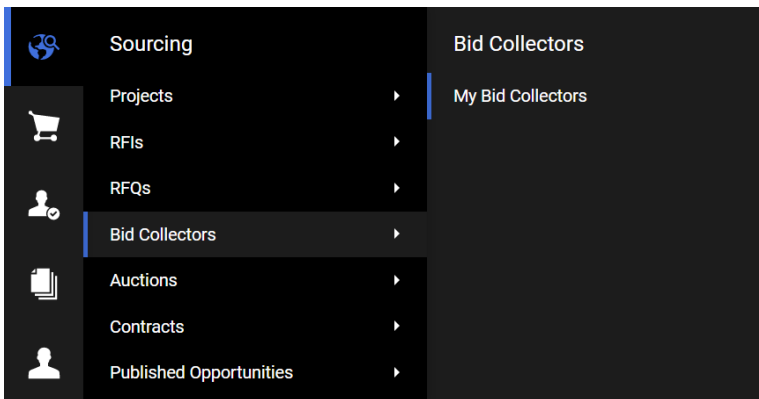 Sourcing
Projects
RFIs
RFQs
Bid Collectors
Auctions
Contracts
Published Opportunities
Bid Collectors
My Bid Collectors